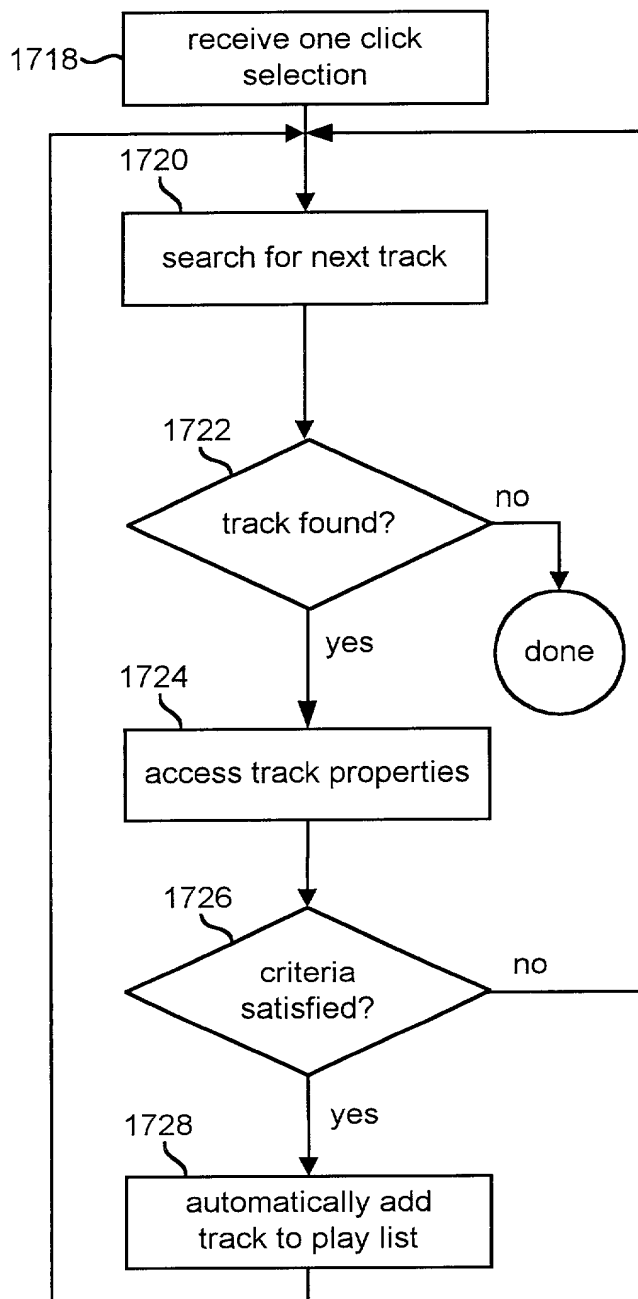 1718
receive one click
selection
1720
search for next track
1722
track found?
no
yes
done
1724
access track properties
1726
criteria
satisfied?
no
yes
1728
automatically add
track to play list